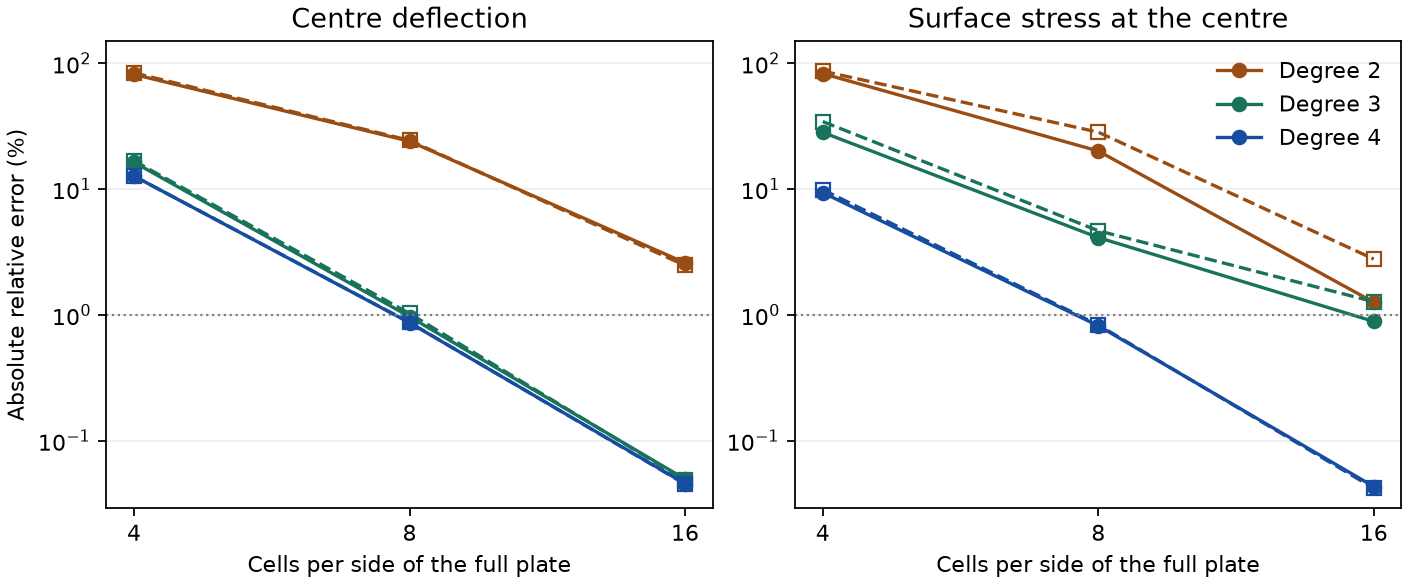 Centre deflection
Absolute relative error (%)
10²
10¹
10⁰
10⁻¹
4
8
16
Cells per side of the full plate
Surface stress at the centre
10²
10¹
10⁰
10⁻¹
Degree 2
Degree 3
Degree 4
4
8
16
Cells per side of the full plate